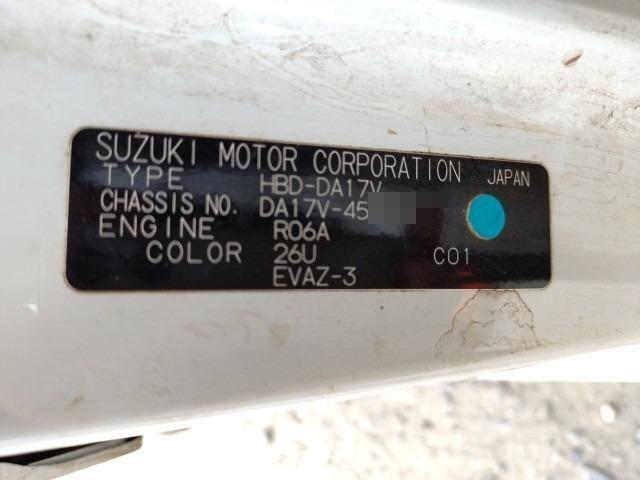 SUZUKI MOTOR CORPORATION JAPAN
TYPE HBD-DA17V
CHASSIS NO. DA17V-45
ENGINE R06A
COLOR 26U C01
EVAZ-3